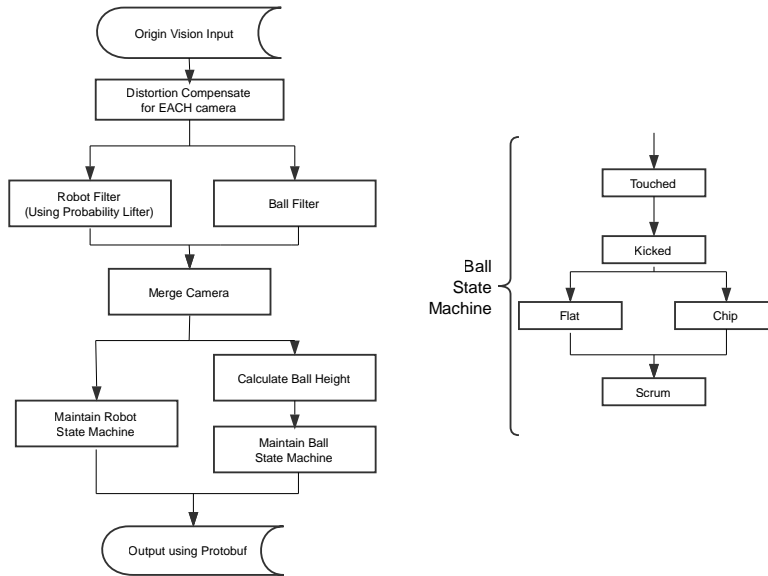 Origin Vision Input
Distortion Compensate
for EACH camera
Robot Filter
(Using Probability Lifter)
Ball Filter
Merge Camera
Calculate Ball Height
Maintain Robot
State Machine
Maintain Ball
State Machine
Output using Protobuf
Ball
State
Machine
Touched
Kicked
Flat
Chip
Scrum